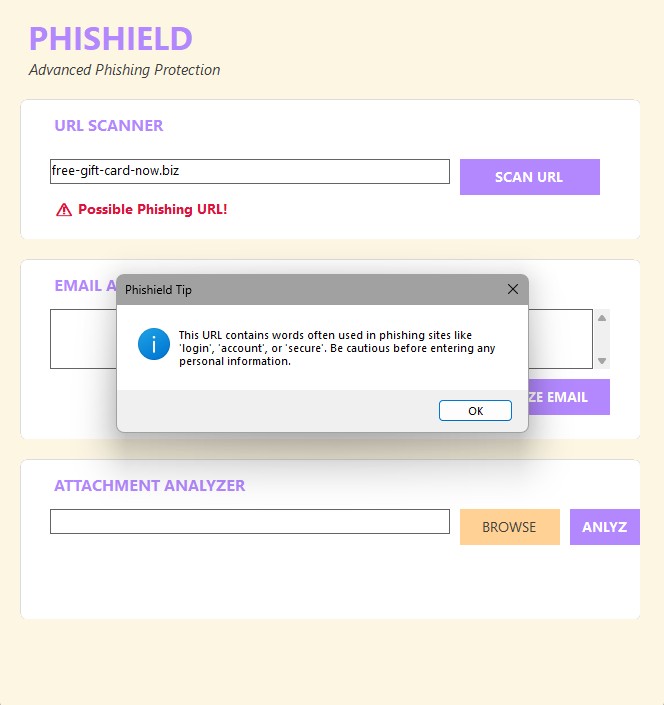 PHISHIELD
Advanced Phishing Protection
URL SCANNER
free-gift-card-now.biz
SCAN URL
Possible Phishing URL!
EMAIL A
Phishield Tip
This URL contains words often used in phishing sites like
'login', 'account', or 'secure'. Be cautious before entering any
personal information.
OK
ZE EMAIL
ATTACHMENT ANALYZER
BROWSE
ANLYZ